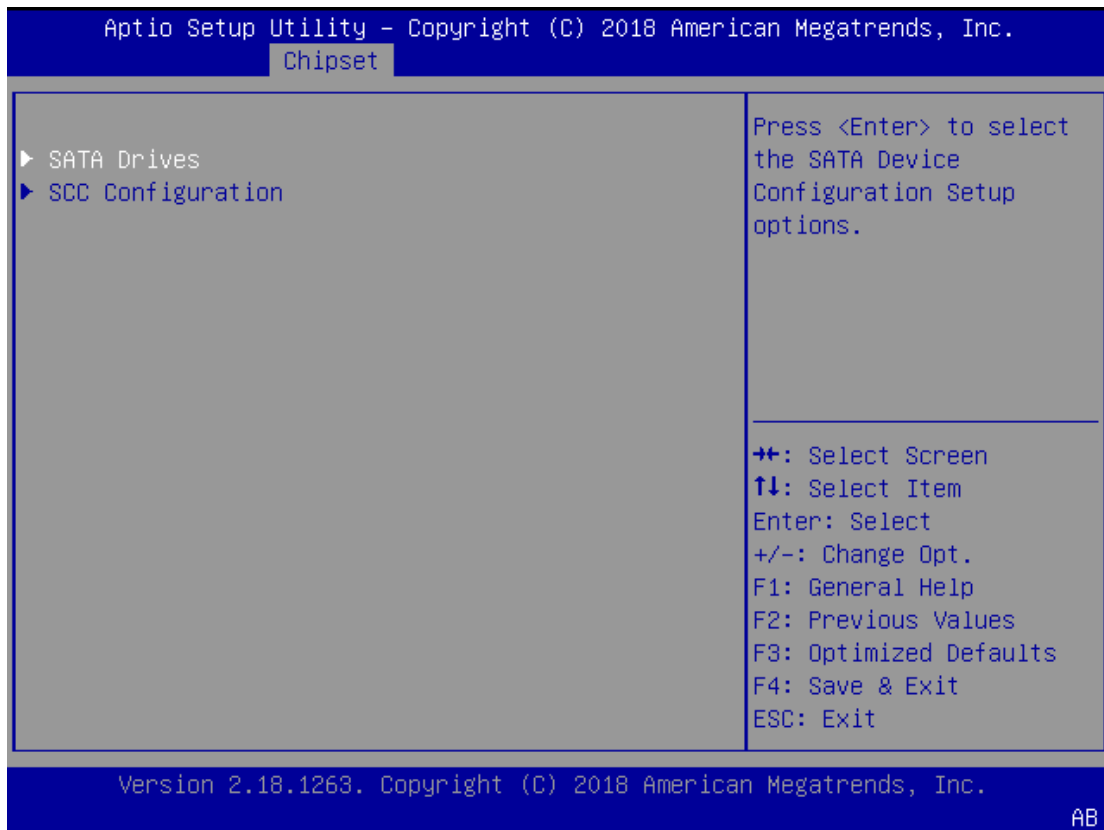 Aptio Setup Utility – Copyright (C) 2018 American Megatrends, Inc.
Chipset
▶ SATA Drives
▶ SCC Configuration
Press <Enter> to select
the SATA Device
Configuration Setup
options.
→←: Select Screen
↑↓: Select Item
Enter: Select
+/-: Change Opt.
F1: General Help
F2: Previous Values
F3: Optimized Defaults
F4: Save & Exit
ESC: Exit
Version 2.18.1263. Copyright (C) 2018 American Megatrends, Inc.
AB